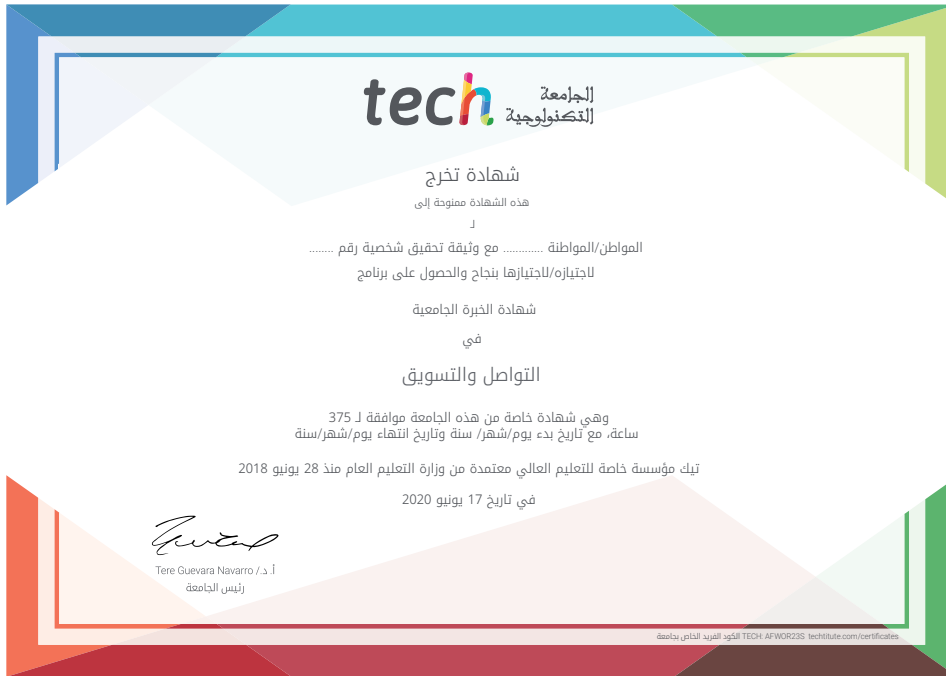 tech الجامعة
التكنولوجية
شهادة تخرج
هذه الشهادة ممنوحة إلى
لـ
المواطن/المواطنة ............. مع وثيقة تحقيق شخصية رقم ........
لاجتيازه/لاجتيازها بنجاح والحصول على برنامج
شهادة الخبرة الجامعية
في
التواصل والتسويق
وهي شهادة خاصة من هذه الجامعة موافقة لـ 375
ساعة، مع تاريخ بدء يوم/شهر/ سنة وتاريخ انتهاء يوم/شهر/سنة
تيك مؤسسة خاصة للتعليم العالي معتمدة من وزارة التعليم العام منذ 28 يونيو 2018
في تاريخ 17 يونيو 2020
أ. د./ Tere Guevara Navarro
رئيس الجامعة
الكود الفريد الخاص بجامعة TECH: AFWOR23S techtitute.com/certificates